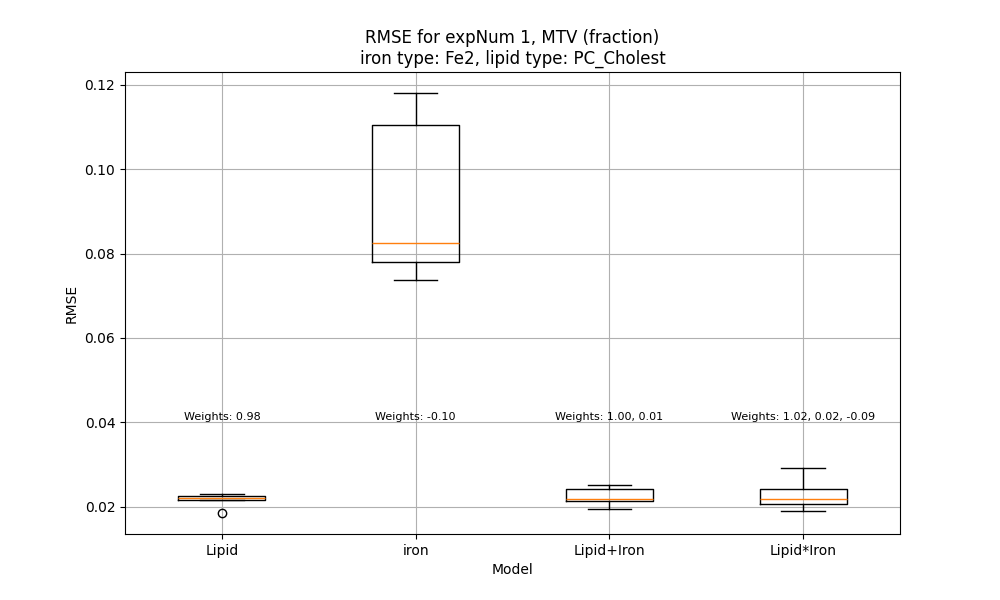 RMSE for expNum 1, MTV (fraction)
iron type: Fe2, lipid type: PC_Cholest
0.12
0.10
0.08
0.06
0.04
0.02
RMSE
Weights: 0.98
Weights: -0.10
Weights: 1.00, 0.01
Weights: 1.02, 0.02, -0.09
Lipid
iron
Lipid+Iron
Lipid*Iron
Model